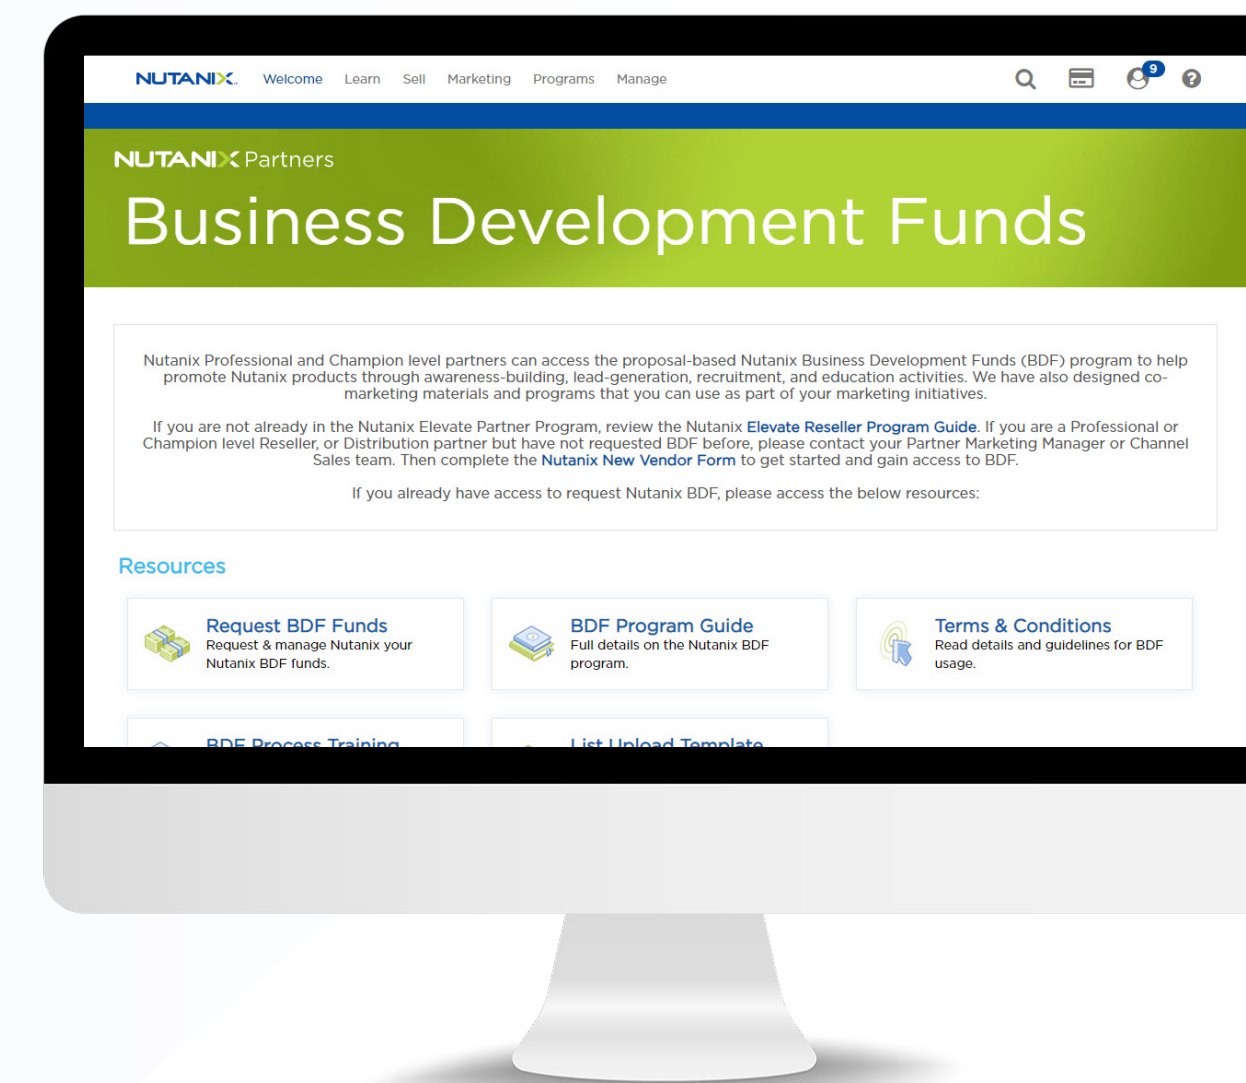 NUTANIX. Welcome Learn Sell Marketing Programs Manage 9 ?
NUTANIX Partners
Business Development Funds
Nutanix Professional and Champion level partners can access the proposal-based Nutanix Business Development Funds (BDF) program to help
promote Nutanix products through awareness-building, lead-generation, recruitment, and education activities. We have also designed co-
marketing materials and programs that you can use as part of your marketing initiatives.
If you are not already in the Nutanix Elevate Partner Program, review the Nutanix Elevate Reseller Program Guide. If you are a Professional or
Champion level Reseller, or Distribution partner but have not requested BDF before, please contact your Partner Marketing Manager or Channel
Sales team. Then complete the Nutanix New Vendor Form to get started and gain access to BDF.
If you already have access to request Nutanix BDF, please access the below resources:
Resources
Request BDF Funds
Request & manage Nutanix your
Nutanix BDF funds.
BDF Program Guide
Full details on the Nutanix BDF
program.
Terms & Conditions
Read details and guidelines for BDF
usage.
BDF Process Training
List Upload Template